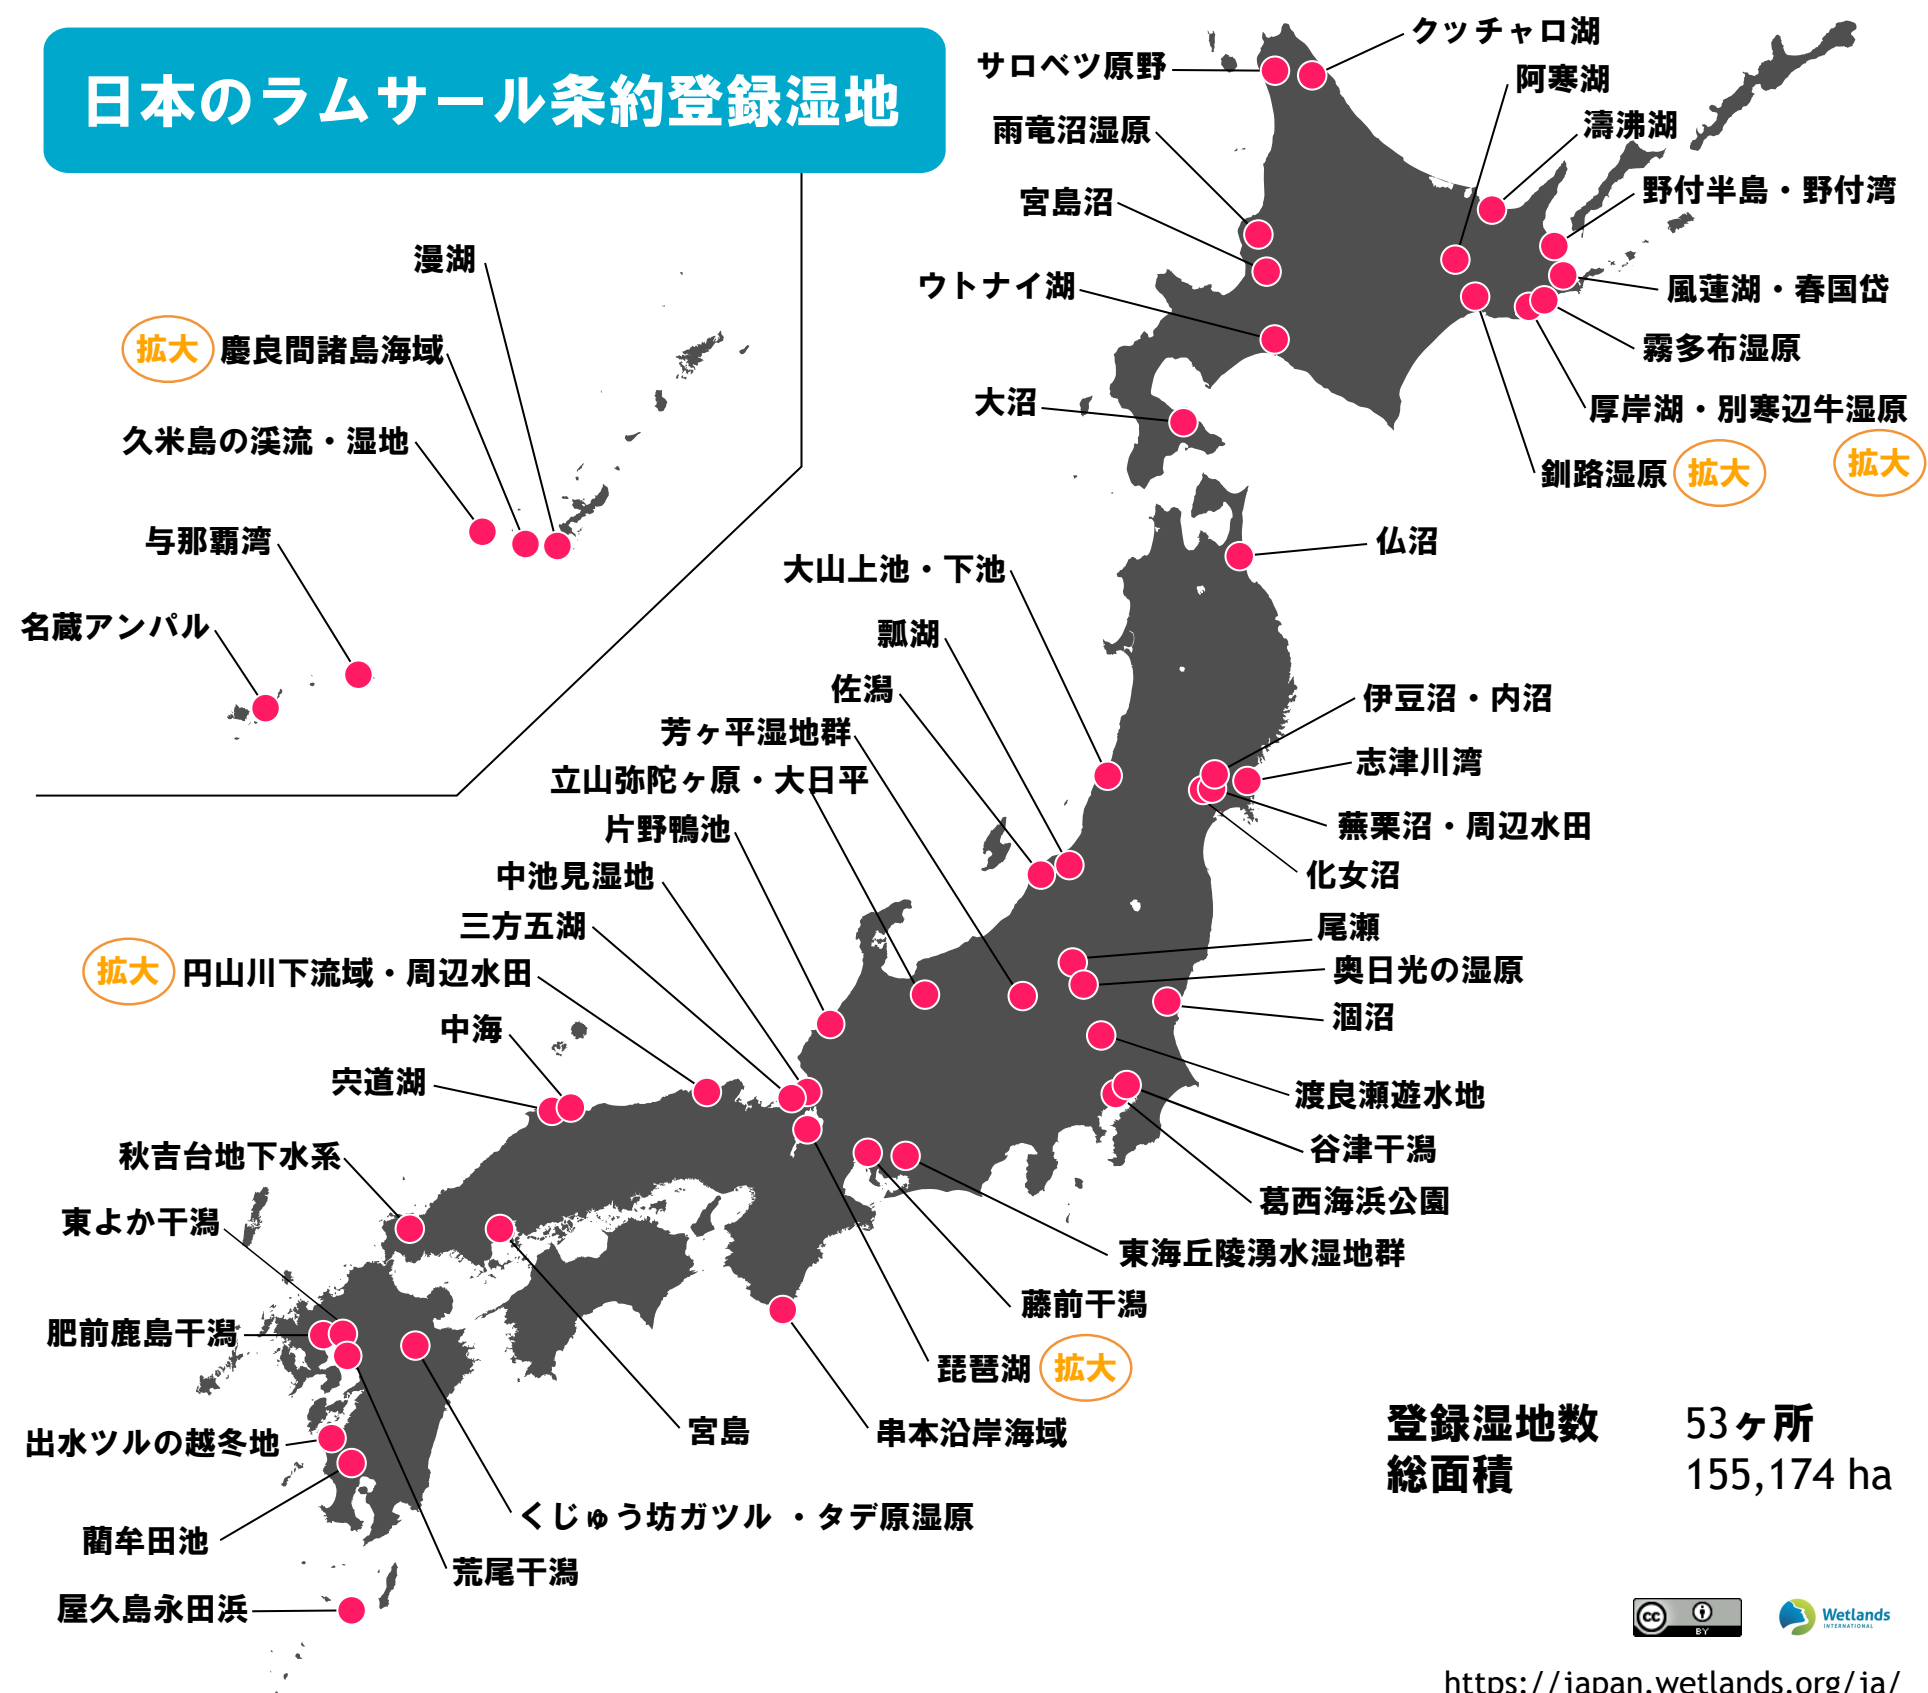 日本のラムサール条約登録湿地
クッチャロ湖
サロベツ原野
阿寒湖
雨竜沼湿原
濤沸湖
野付半島・野付湾
宮島沼
風蓮湖・春国岱
ウトナイ湖
霧多布湿原
大沼
厚岸湖・別寒辺牛湿原
拡大
釧路湿原
拡大
漫湖
拡大
慶良間諸島海域
久米島の渓流・湿地
与那覇湾
名蔵アンパル
仏沼
大山上池・下池
瓢湖
佐潟
芳ヶ平湿地群
立山弥陀ヶ原・大日平
片野鴨池
中池見湿地
三方五湖
拡大
円山川下流域・周辺水田
中海
宍道湖
秋吉台地下水系
東よか干潟
肥前鹿島干潟
出水ツルの越冬地
藺牟田池
屋久島永田浜
伊豆沼・内沼
志津川湾
蕪栗沼・周辺水田
化女沼
尾瀬
奥日光の湿原
涸沼
渡良瀬遊水地
谷津干潟
葛西海浜公園
東海丘陵湧水湿地群
藤前干潟
琵琶湖
拡大
串本沿岸海域
宮島
くじゅう坊ガツル ・タデ原湿原
荒尾干潟
登録湿地数 53ヶ所
総面積 155,174 ha
cc
BY
Wetlands
INTERNATIONAL
https://japan.wetlands.org/ja/